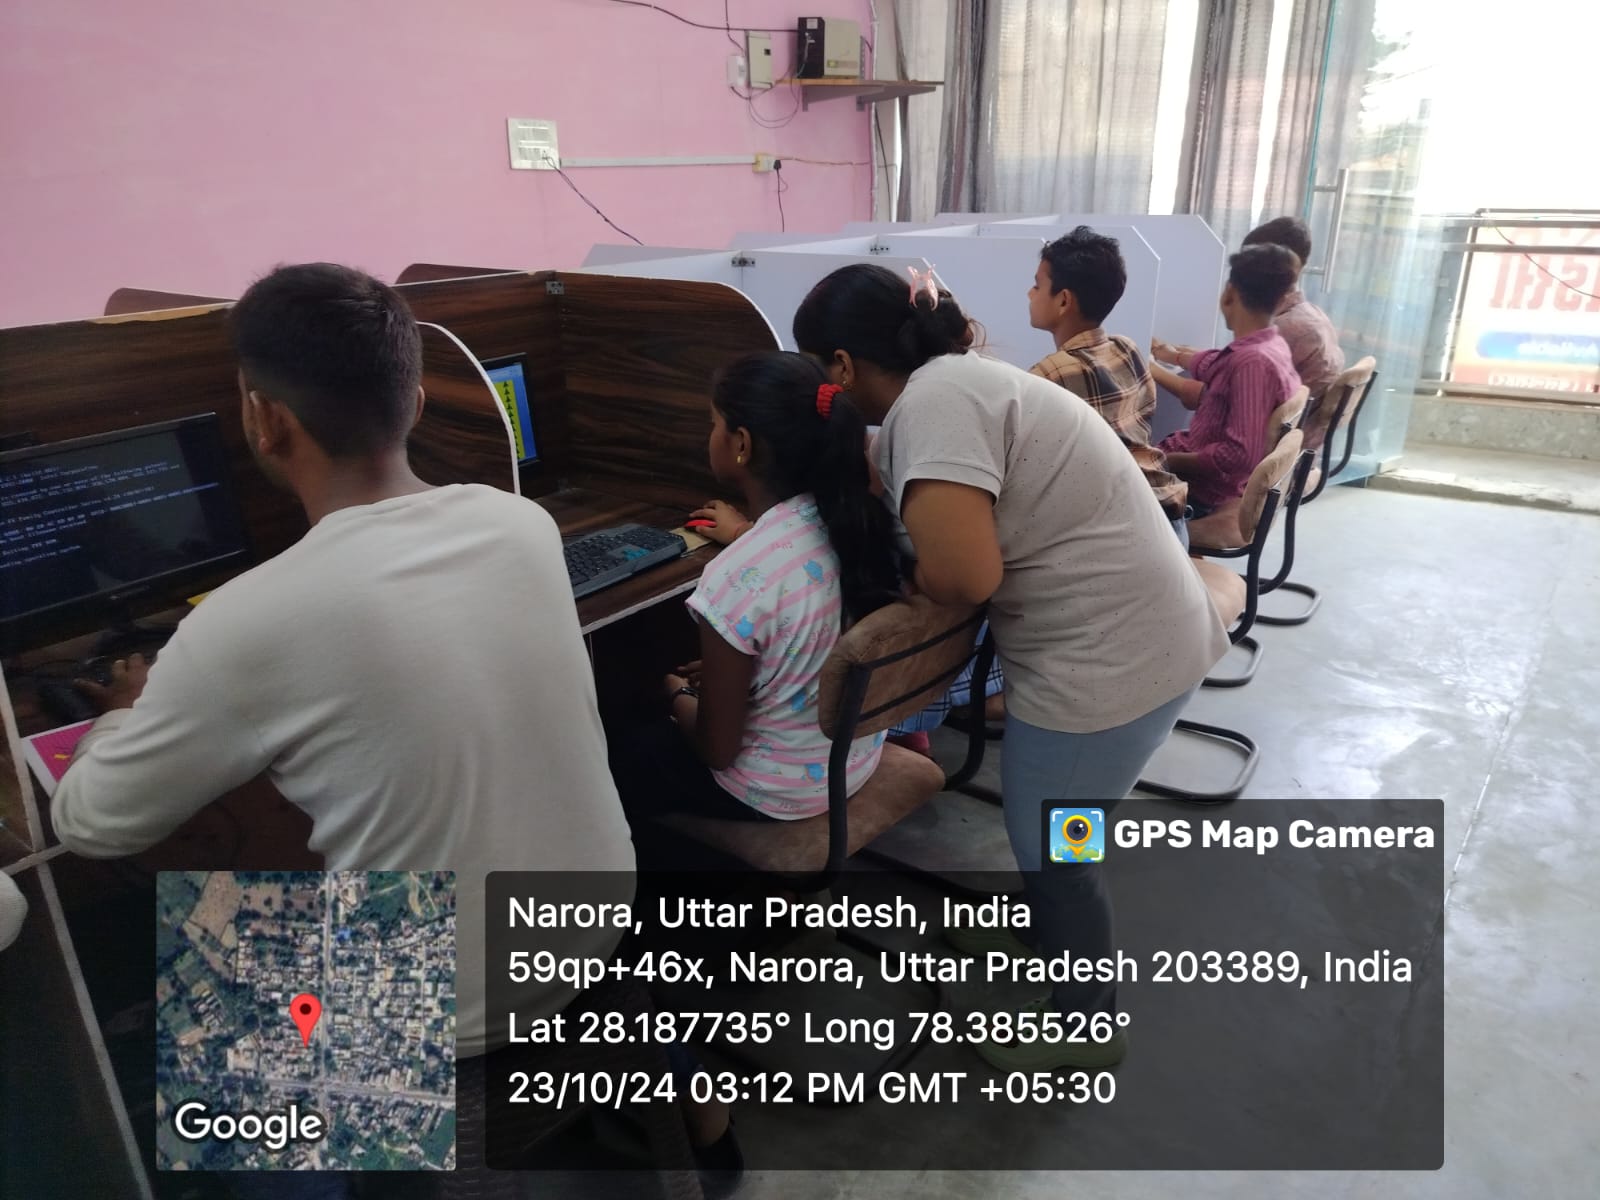 GPS Map Camera
Narora, Uttar Pradesh, India
59qp+46x, Narora, Uttar Pradesh 203389, India
Lat 28.187735° Long 78.385526°
23/10/24 03:12 PM GMT +05:30
Google